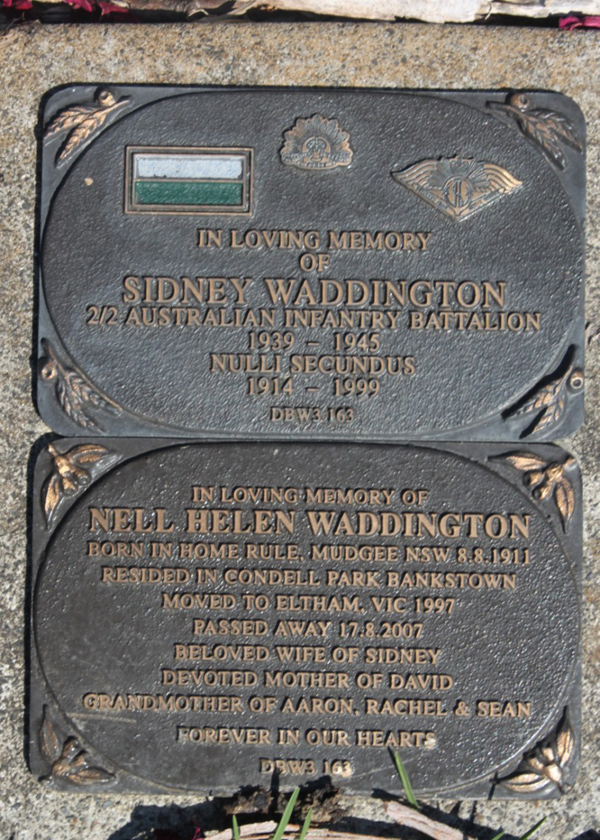 IN LOVING MEMORY
OF
SIDNEY WADDINGTON
2/2 AUSTRALIAN INFANTRY BATTALION
1939 - 1945
NULLI SECUNDUS
1914 - 1999
DBW3 163
IN LOVING MEMORY OF
NELL HELEN WADDINGTON
BORN IN HOME RULE, MUDGEE NSW 8.8.1911
RESIDED IN CONDELL PARK BANKSTOWN
MOVED TO ELTHAM, VIC 1997
PASSED AWAY 17.8.2007
BELOVED WIFE OF SIDNEY
DEVOTED MOTHER OF DAVID
GRANDMOTHER OF AARON, RACHEL & SEAN
FOREVER IN OUR HEARTS
DBW3 163